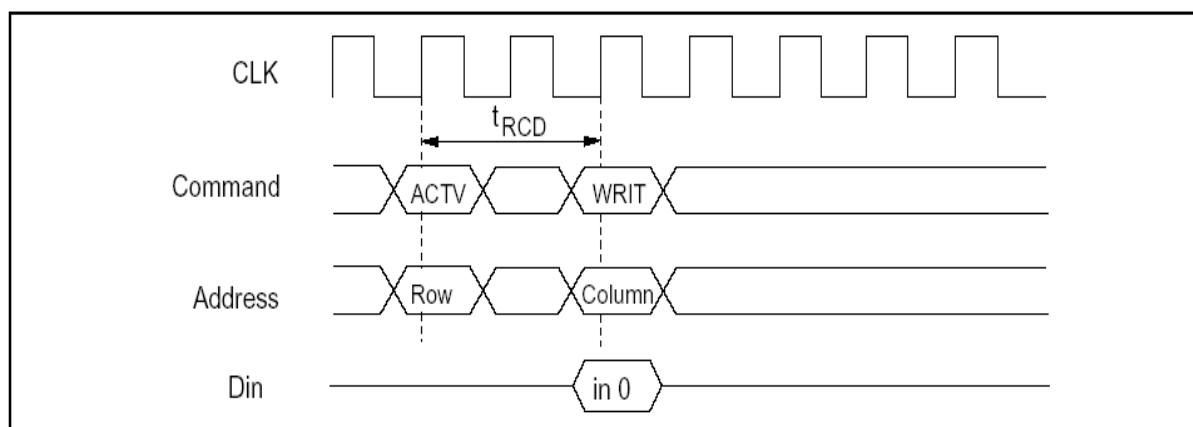 CLK
tRCD
Command
ACTV
WRIT
Address
Row
Column
Din
in 0